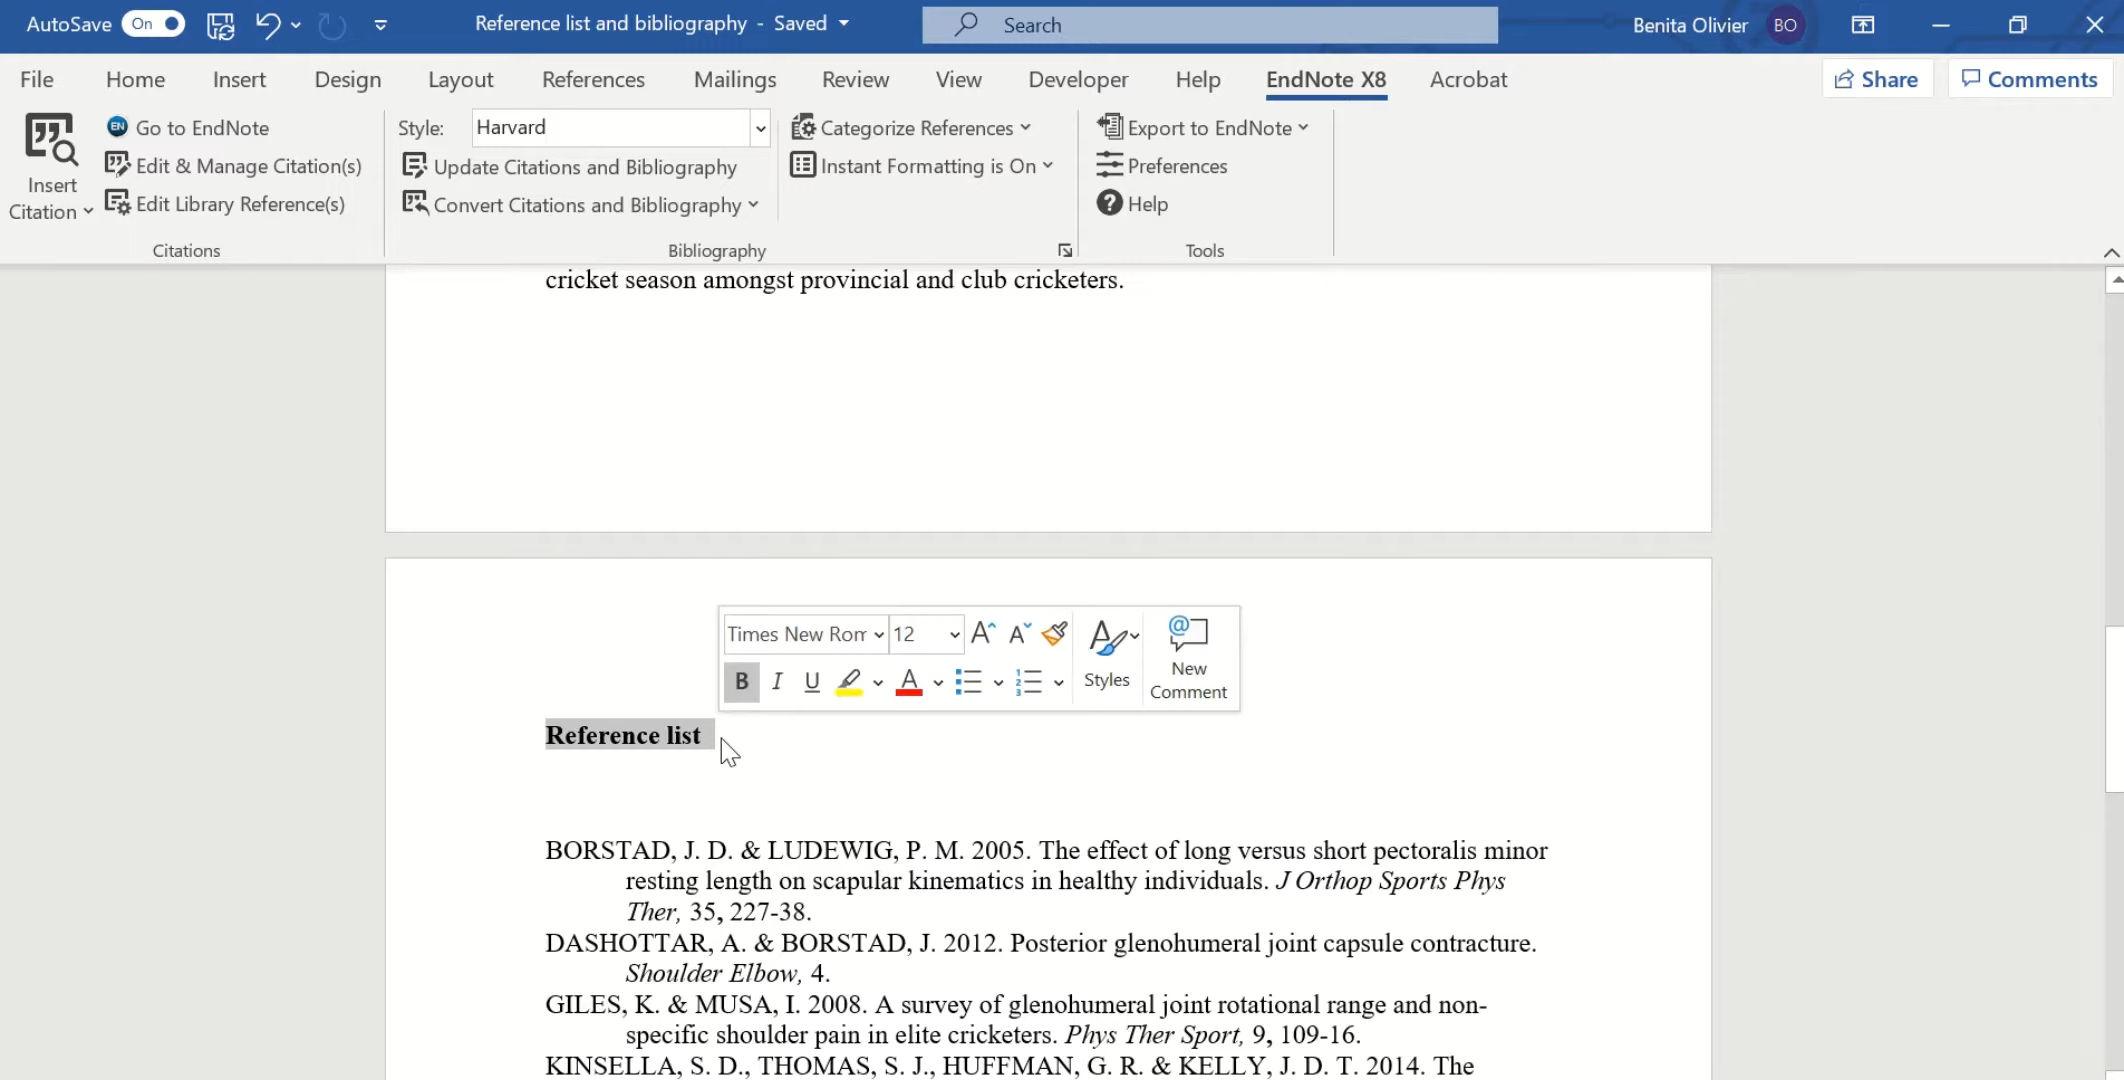 AutoSave On Reference list and bibliography - Saved Search Benita Olivier BO
File Home Insert Design Layout References Mailings Review View Developer Help EndNote X8 Acrobat Share Comments
Insert Citation
EN Go to EndNote
Edit & Manage Citation(s)
Edit Library Reference(s)
Citations
Style: Harvard
Update Citations and Bibliography
Convert Citations and Bibliography
Categorize References
Instant Formatting is On
Bibliography
Export to EndNote
Preferences
Help
Tools
cricket season amongst provincial and club cricketers.
Times New Ror 12 A A
B I U A Styles New Comment
Reference list
BORSTAD, J. D. & LUDEWIG, P. M. 2005. The effect of long versus short pectoralis minor
resting length on scapular kinematics in healthy individuals. J Orthop Sports Phys
Ther, 35, 227-38.
DASHOTTAR, A. & BORSTAD, J. 2012. Posterior glenohumeral joint capsule contracture.
Shoulder Elbow, 4.
GILES, K. & MUSA, I. 2008. A survey of glenohumeral joint rotational range and non-
specific shoulder pain in elite cricketers. Phys Ther Sport, 9, 109-16.
KINSELLA, S. D., THOMAS, S. J., HUFFMAN, G. R. & KELLY, J. D. T. 2014. The